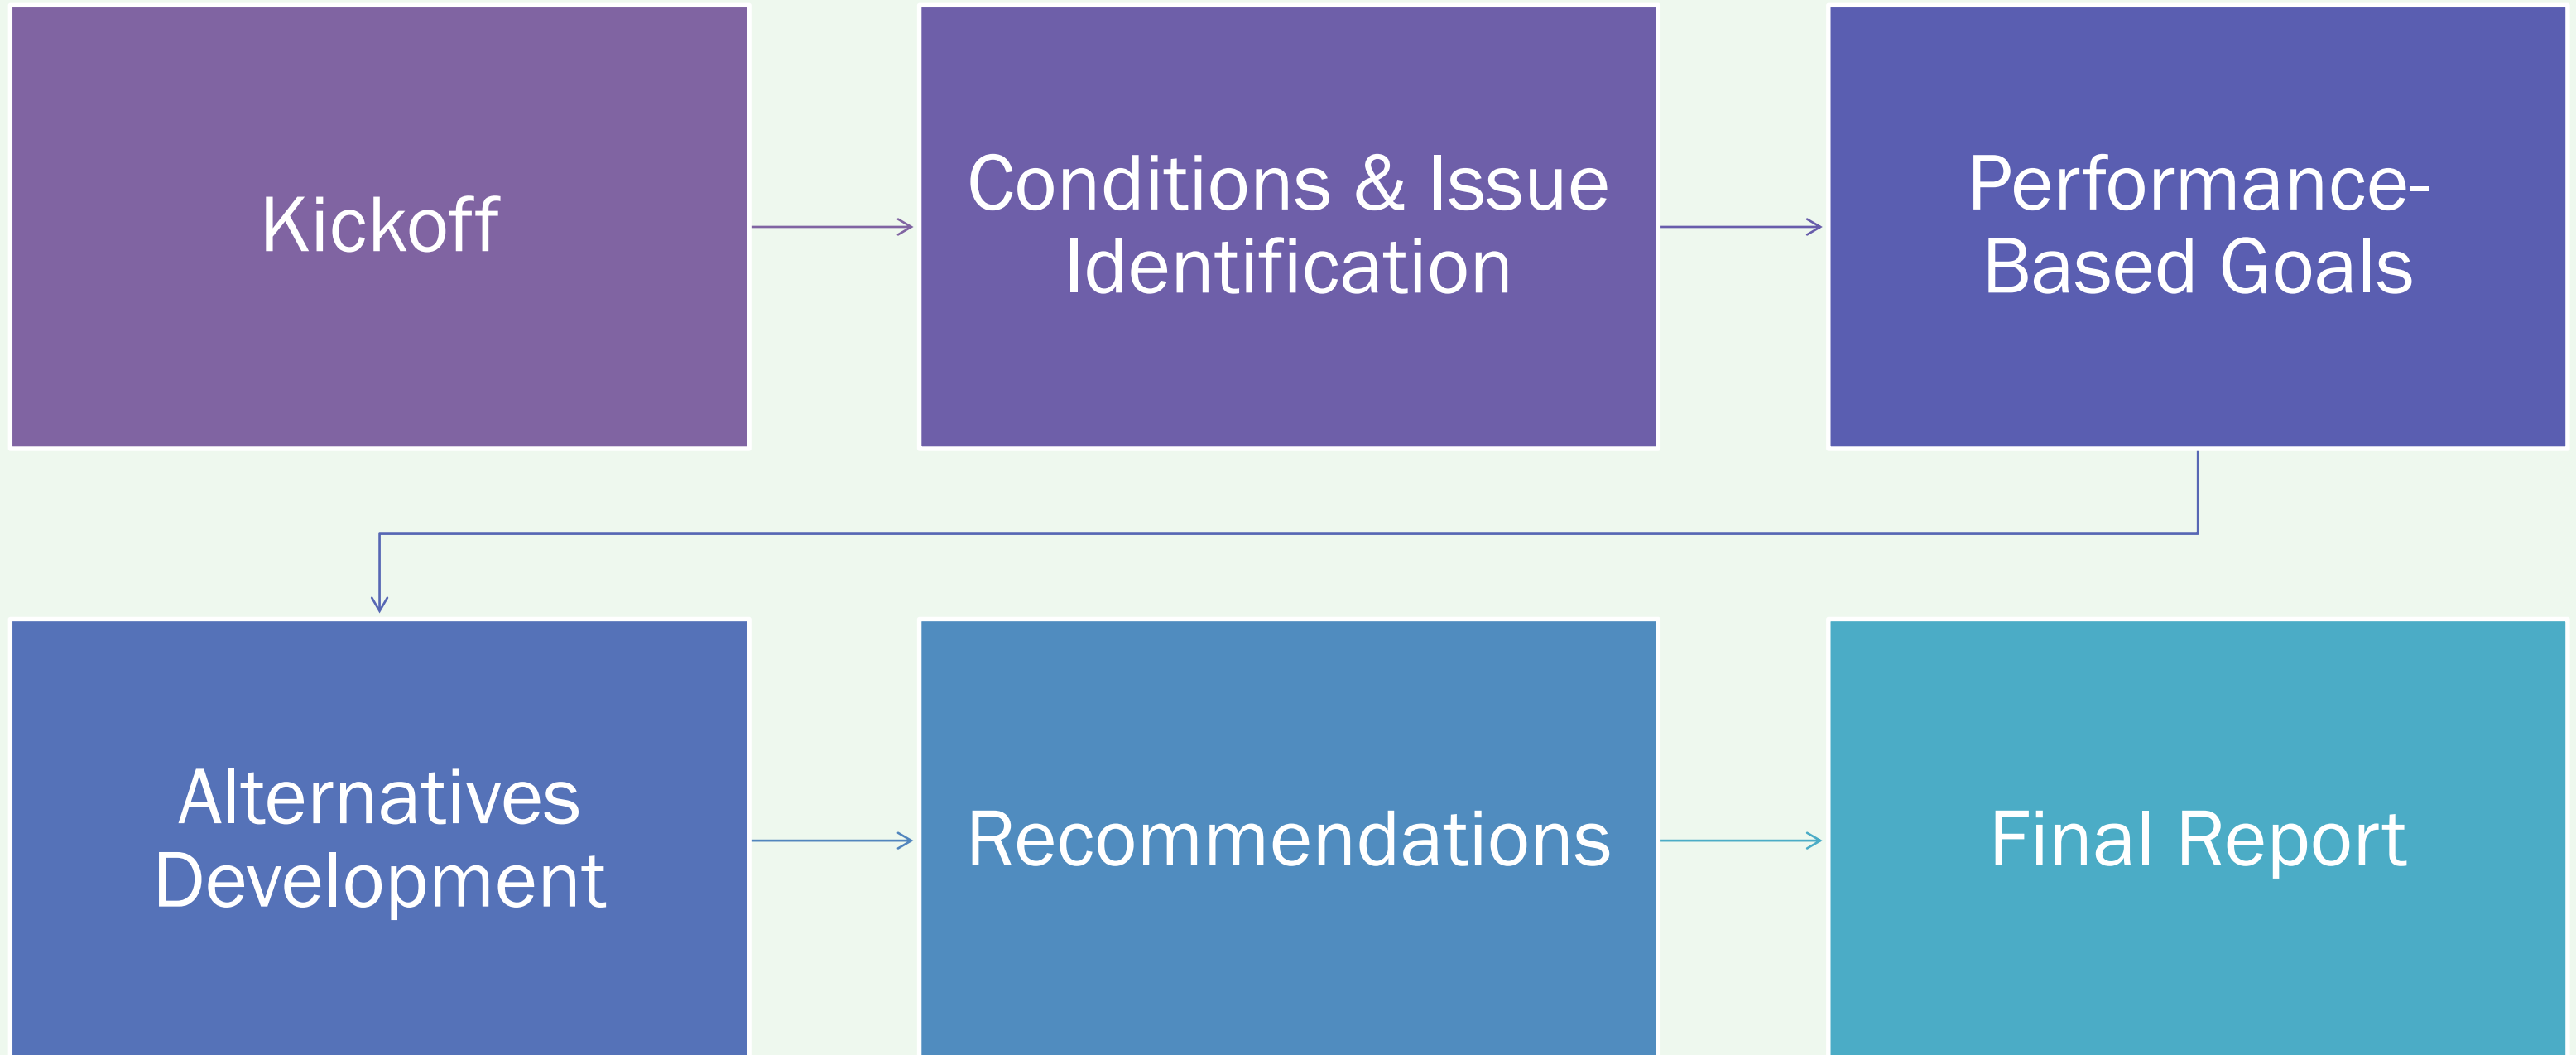 Kickoff
Conditions & Issue
Identification
Performance-
Based Goals
Alternatives
Development
Recommendations
Final Report